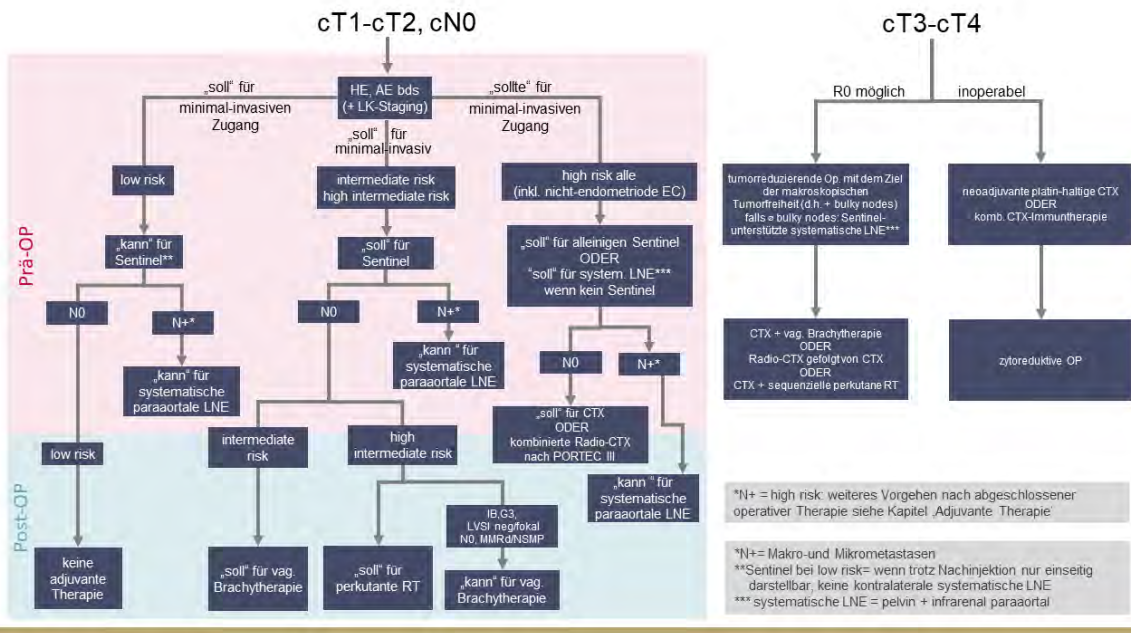 cT1-cT2, cN0
Prä-OP
Post-OP
HE, AE bds
(+ LK-Staging)
„soll“ für
minimal-invasiven
Zugang
„soll“ für
minimal-invasiv
„sollte“ für
minimal-invasiven
Zugang
low risk
intermediate risk
high intermediate risk
high risk alle
(inkl. nicht-endometriode EC)
„kann“ für
Sentinel**
„soll“ für
Sentinel
„soll“ für alleinigen Sentinel
ODER
“soll“ für system. LNE***
wenn kein Sentinel
N0
N+*
N0
N+*
N0
N+*
„kann“ für
systematische
paraaortale LNE
„kann “ für
systematische
paraaortale LNE
„soll“ für CTX
ODER
kombinierte Radio-CTX
nach PORTEC III
„kann “ für
systematische
paraaortale LNE
low risk
intermediate
risk
high
intermediate risk
IB,G3,
LVSI neg/fokal
N0, MMRd/NSMP
keine
adjuvante
Therapie
„soll“ für vag.
Brachytherapie
„soll“ für
perkutante RT
„kann“ für vag.
Brachytherapie
cT3-cT4
R0 möglich
inoperabel
tumorreduzierende Op. mit dem Ziel
der makroskopischen
Tumorfreiheit (d.h. + bulky nodes)
falls ø bulky nodes: Sentinel-
unterstützte systematische LNE***
neoadjuvante platin-haltige CTX
ODER
komb. CTX-Immuntherapie
CTX + vag. Brachytherapie
ODER
Radio-CTX gefolgt von CTX
ODER
CTX + sequenzielle perkutane RT
zytoreduktive OP
*N+ = high risk: weiteres Vorgehen nach abgeschlossener
operativer Therapie siehe Kapitel ‚Adjuvante Therapie‘
*N+= Makro-und Mikrometastasen
**Sentinel bei low risk= wenn trotz Nachinjektion nur einseitig
darstellbar, keine kontralaterale systematische LNE
*** systematische LNE = pelvin + infrarenal paraaortal